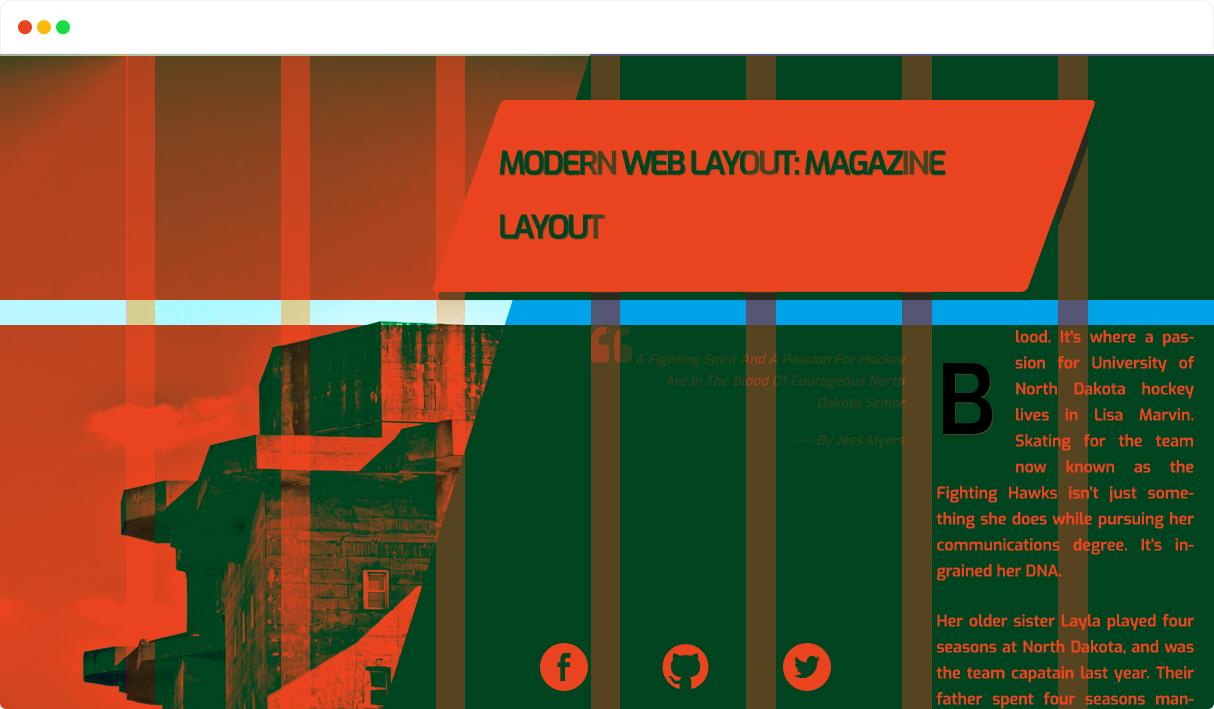 MODERN WEB LAYOUT: MAGAZINE
LAYOUT
A Fighting Spirit And A Passion For Hockey
Are In The Blood Of Courageous North
Dakota Senior.
— By Jess Myers
B
lood. It's where a pas-
sion for University of
North Dakota hockey
lives in Lisa Marvin.
Skating for the team
now known as the
Fighting Hawks isn't just some-
thing she does while pursuing her
communications degree. It's in-
grained her DNA.
Her older sister Layla played four
seasons at North Dakota, and was
the team capatain last year. Their
father spent four seasons man-